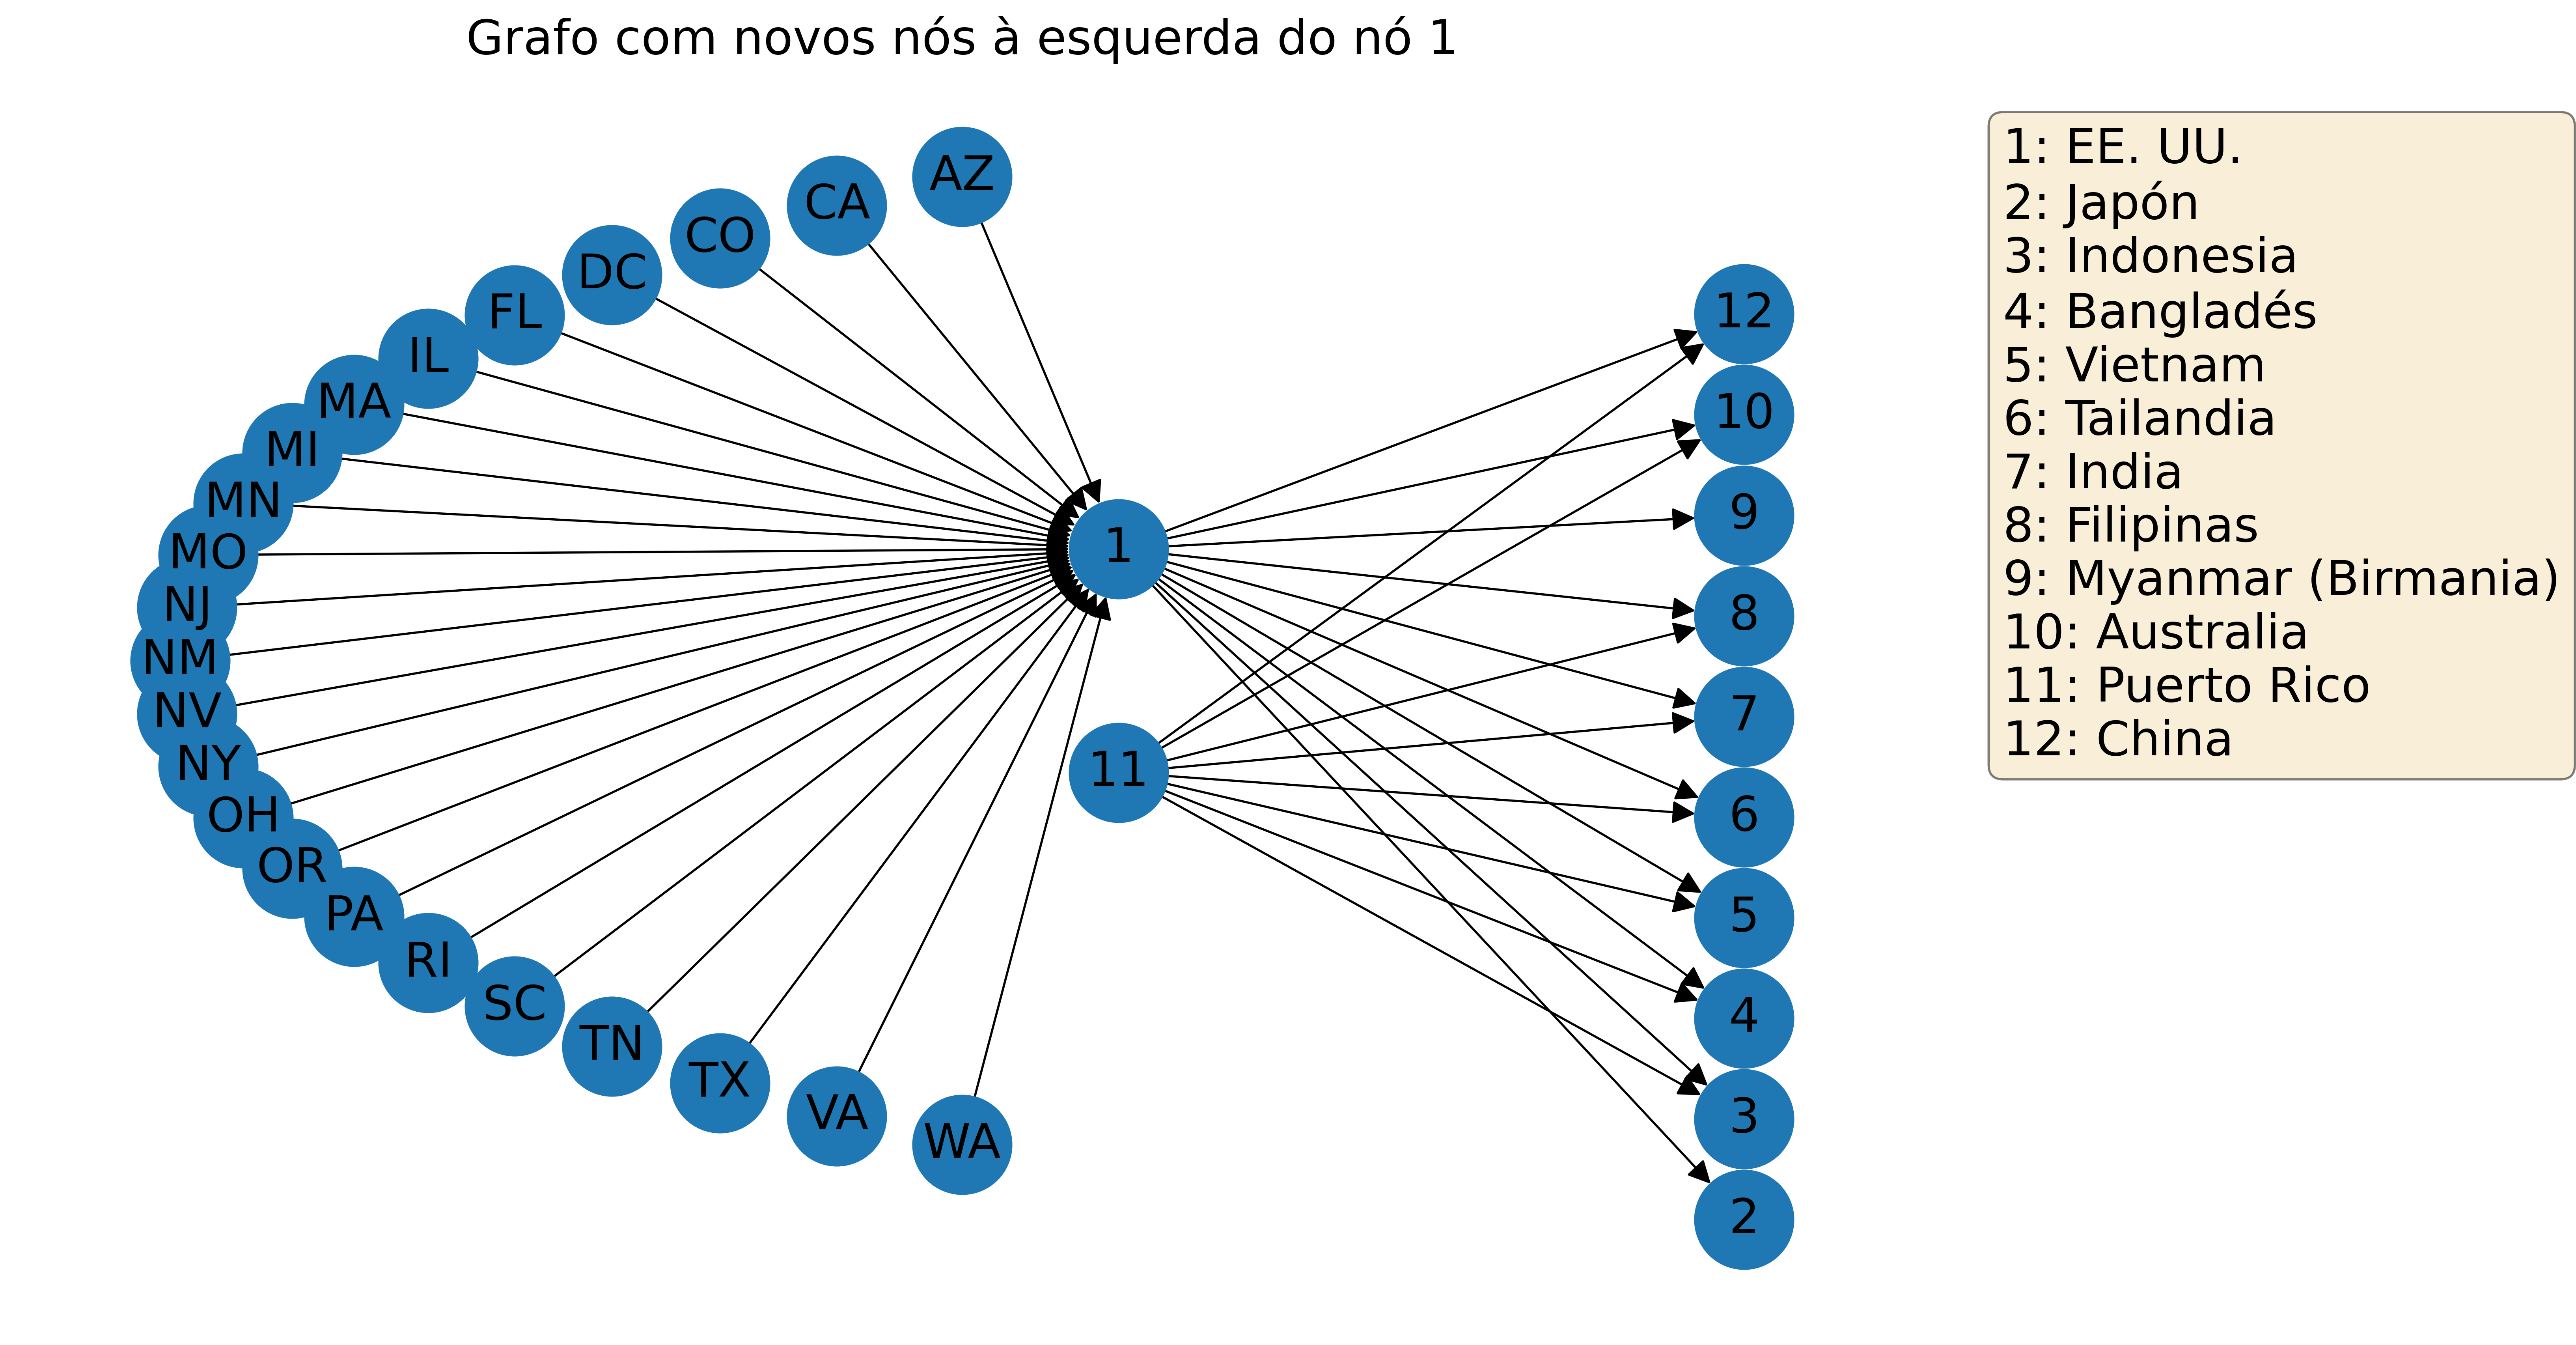 Grafo com novos nós à esquerda do nó 1
AZ
CA
CO
DC
FL
IL
MA
MI
MN
MO
NJ
NM
NV
NY
OH
OR
PA
RI
SC
TN
TX
VA
WA
1
11
12
10
9
8
7
6
5
4
3
2
1: EE. UU.
2: Japón
3: Indonesia
4: Bangladés
5: Vietnam
6: Tailandia
7: India
8: Filipinas
9: Myanmar (Birmania)
10: Australia
11: Puerto Rico
12: China